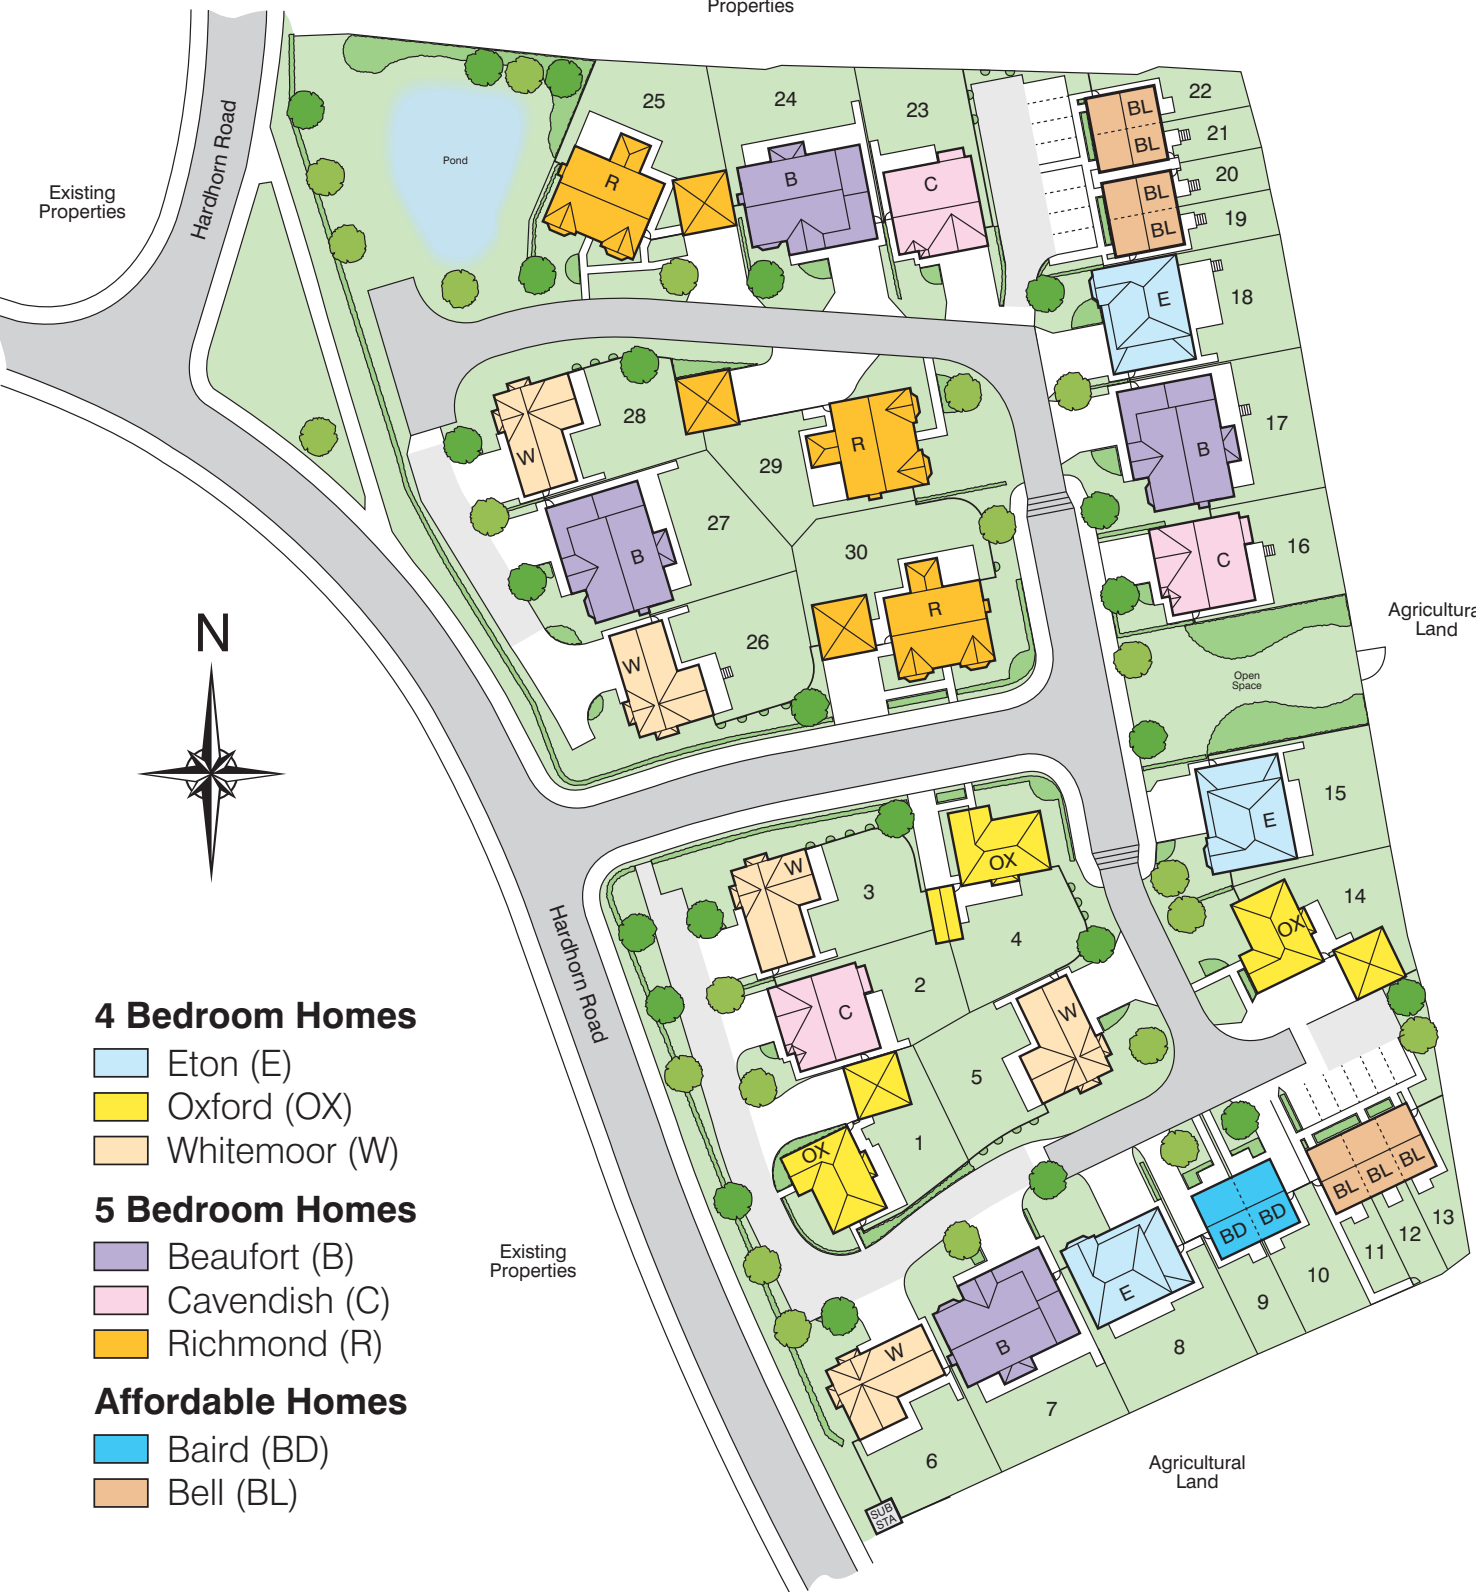 Properties
Hardhorn Road
Existing
Properties
Pond
25
24
23
22
21
20
19
18
17
16
R
B
C
BL
BL
BL
BL
E
B
C
28
29
27
30
26
W
R
B
R
W
N
Agricultura
Land
Open
Space
15
14
E
OX
3
4
2
5
1
W
OX
C
W
OX
Hardhorn Road
4 Bedroom Homes
Eton (E)
Oxford (OX)
Whitemoor (W)
5 Bedroom Homes
Beaufort (B)
Cavendish (C)
Richmond (R)
Affordable Homes
Baird (BD)
Bell (BL)
Existing
Properties
BL
BL
BL
BD
BD
E
B
W
13
12
11
10
9
8
7
6
SUB
STA
Agricultural
Land